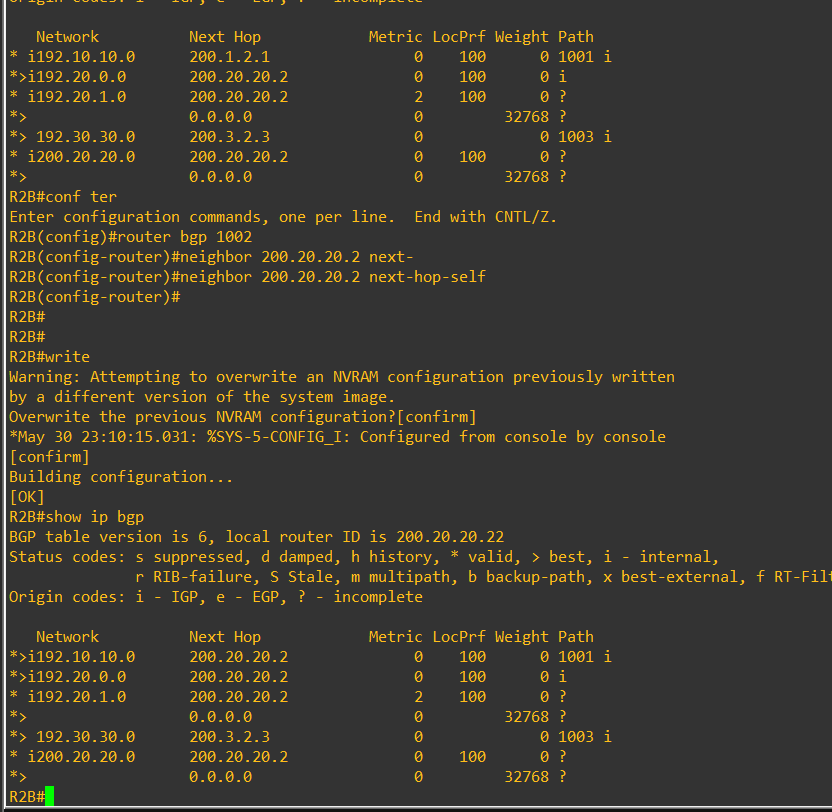 Origin codes: i - IGP, e - EGP, ? - incomplete
   Network          Next Hop            Metric LocPrf Weight Path
* i192.10.10.0      200.1.2.1                0    100      0 1001 i
*>i192.20.0.0       200.20.20.2              0    100      0 i
* i192.20.1.0       200.20.20.2              2    100      0 ?
*>                  0.0.0.0                  0         32768 ?
*> 192.30.30.0      200.3.2.3                0             0 1003 i
* i200.20.20.0      200.20.20.2              0    100      0 ?
*>                  0.0.0.0                  0         32768 ?
R2B#conf ter
Enter configuration commands, one per line.  End with CNTL/Z.
R2B(config)#router bgp 1002
R2B(config-router)#neighbor 200.20.20.2 next-
R2B(config-router)#neighbor 200.20.20.2 next-hop-self
R2B(config-router)#
R2B#
R2B#
R2B#write
Warning: Attempting to overwrite an NVRAM configuration previously written
by a different version of the system image.
Overwrite the previous NVRAM configuration?[confirm]
*May 30 23:10:15.031: %SYS-5-CONFIG_I: Configured from console by console
[confirm]
Building configuration...
[OK]
R2B#show ip bgp
BGP table version is 6, local router ID is 200.20.20.22
Status codes: s suppressed, d damped, h history, * valid, > best, i - internal,
              r RIB-failure, S Stale, m multipath, b backup-path, x best-external, f RT-Filt
Origin codes: i - IGP, e - EGP, ? - incomplete
   Network          Next Hop            Metric LocPrf Weight Path
*>i192.10.10.0      200.20.20.2              0    100      0 1001 i
*>i192.20.0.0       200.20.20.2              0    100      0 i
* i192.20.1.0       200.20.20.2              2    100      0 ?
*>                  0.0.0.0                  0         32768 ?
*> 192.30.30.0      200.3.2.3                0             0 1003 i
* i200.20.20.0      200.20.20.2              0    100      0 ?
*>                  0.0.0.0                  0         32768 ?
R2B#